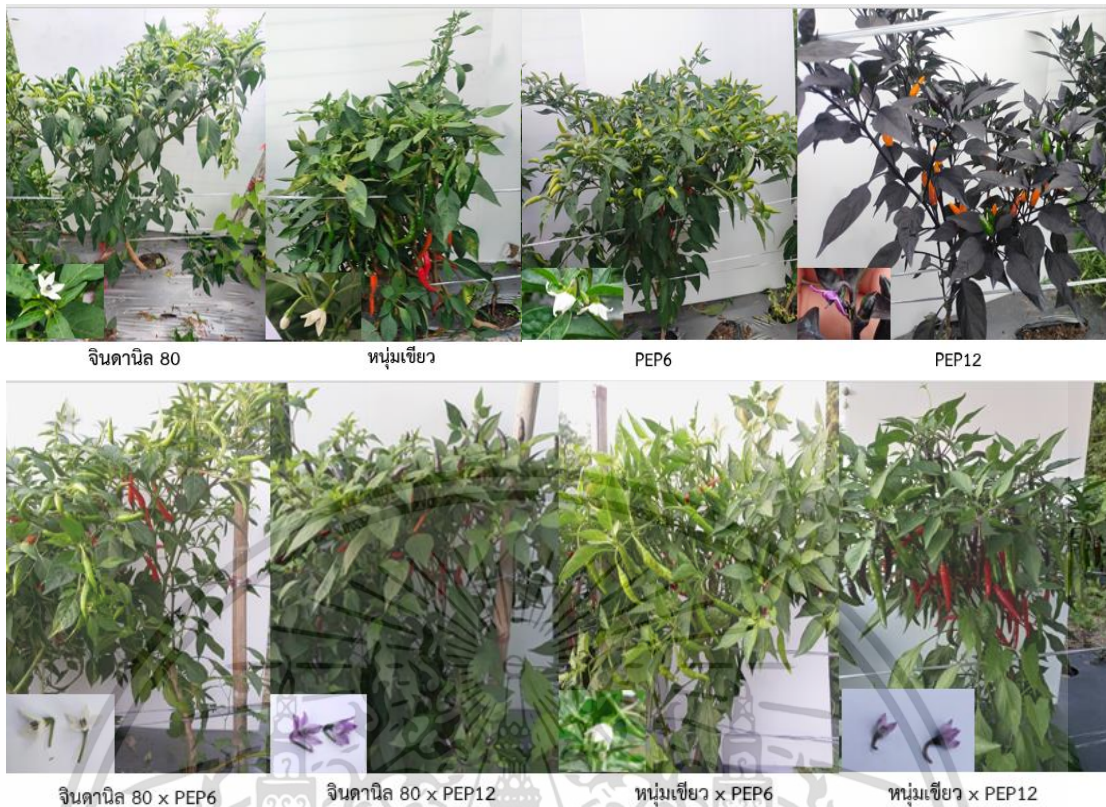 จินดานิล 80
หนุ่มเขียว
PEP6
PEP12
จินดานิล 80 x PEP6
จินดานิล 80 x PEP12
หนุ่มเขียว x PEP6
หนุ่มเขียว x PEP12